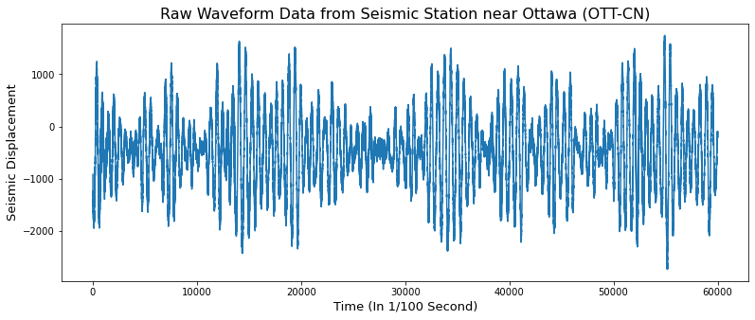 Raw Waveform Data from Seismic Station near Ottawa (OTT-CN)
Seismic Displacement
1000
0
−1000
−2000
0 10000 20000 30000 40000 50000 60000
Time (In 1/100 Second)